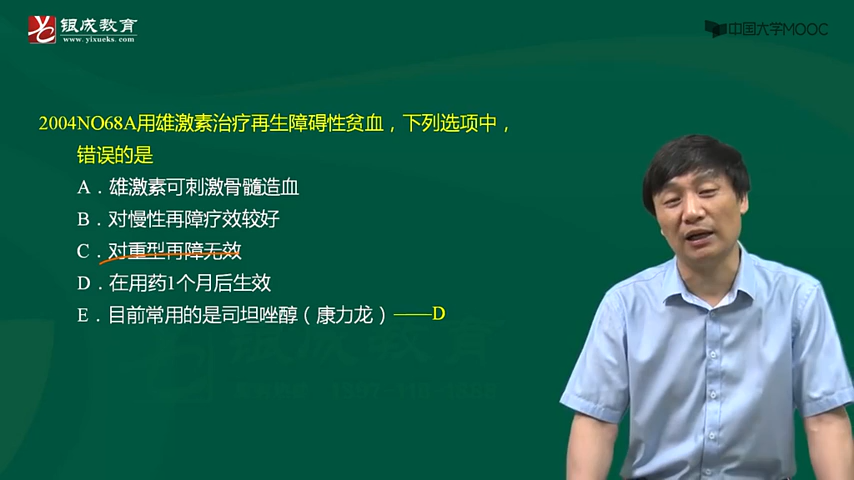 银成教育
www.yixueks.com
中国大学MOOC
2004NO68A用雄激素治疗再生障碍性贫血，下列选项中，
错误的是
A．雄激素可刺激骨髓造血
B．对慢性再障疗效较好
C．对重型再障无效
D．在用药1个月后生效
E．目前常用的是司坦唑醇（康力龙）——D
银成教育